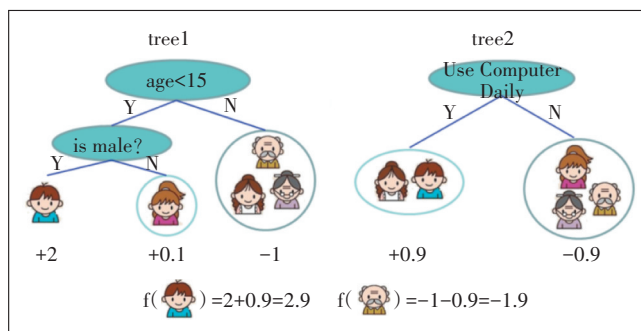 tree1
tree2
age<15
Use Computer
Daily
Y
N
Y
N
is male?
Y
N
+2
+0.1
−1
+0.9
−0.9
f( )=2+0.9=2.9
f( )=−1−0.9=−1.9